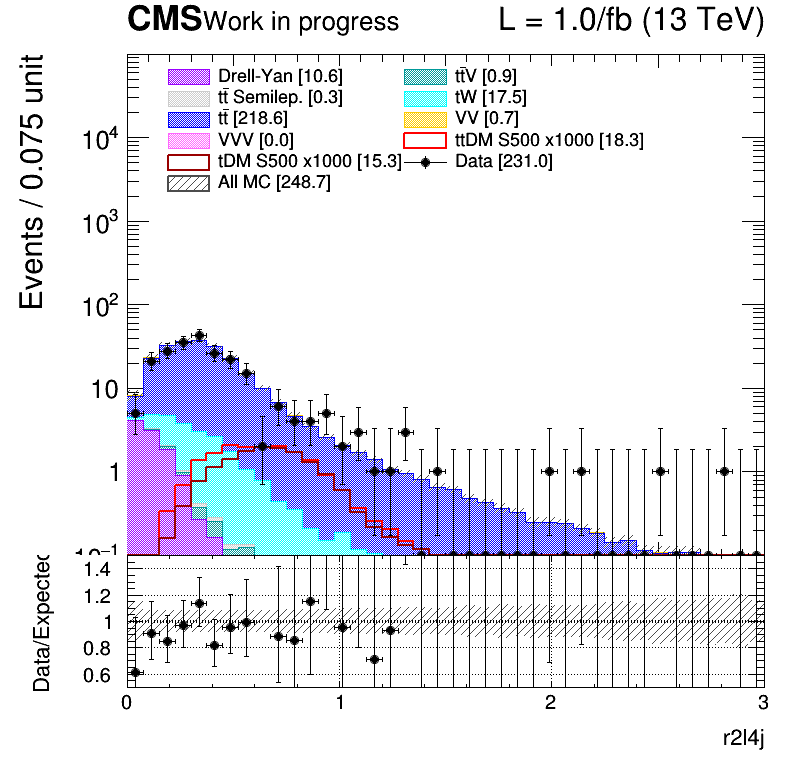 CMS Work in progress L = 1.0/fb (13 TeV)
Drell-Yan [10.6] tt̄V [0.9]
tt̄ Semilep. [0.3] tW [17.5]
tt̄ [218.6] VV [0.7]
VVV [0.0] ttDM S500 x1000 [18.3]
tDM S500 x1000 [15.3] Data [231.0]
All MC [248.7]
Events / 0.075 unit
10⁴
10³
10²
10
1
10⁻¹
Data/Expected
1.4
1.2
1
0.8
0.6
0 1 2 3
r2l4j